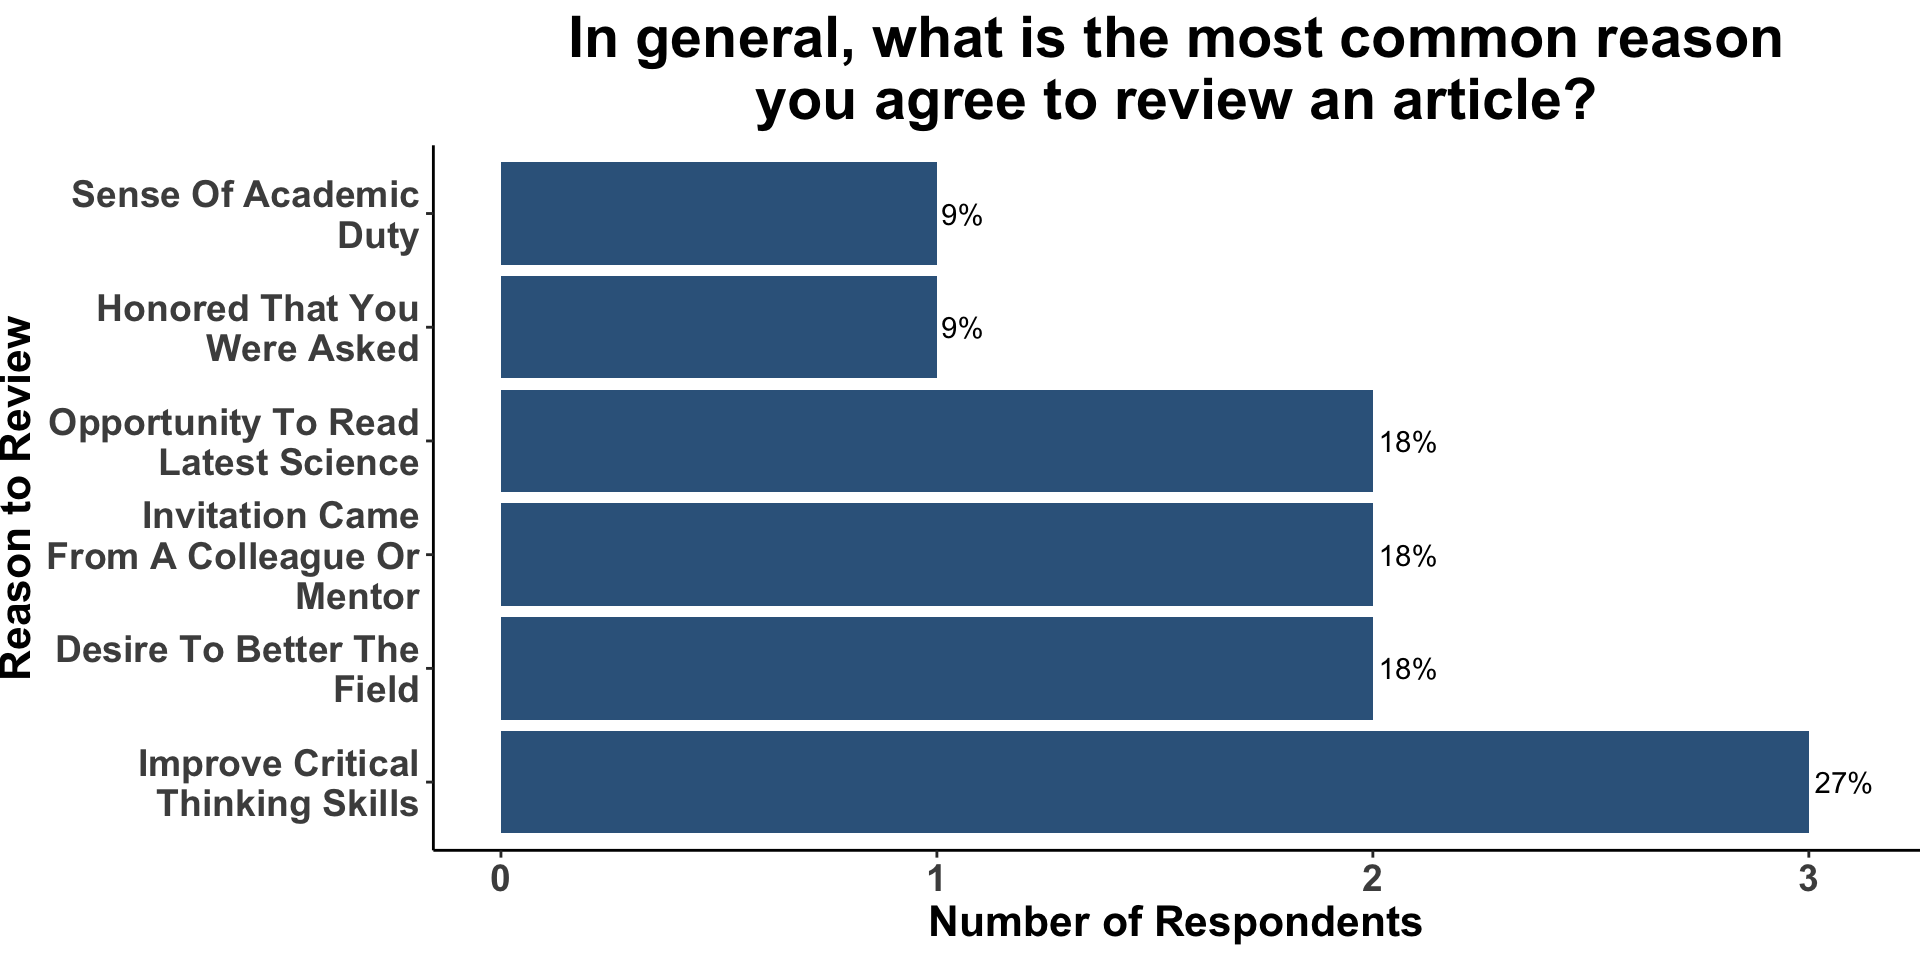 In general, what is the most common reason
you agree to review an article?
Reason to Review
Sense Of Academic
Duty
9%
Honored That You
Were Asked
9%
Opportunity To Read
Latest Science
18%
Invitation Came
From A Colleague Or
Mentor
18%
Desire To Better The
Field
18%
Improve Critical
Thinking Skills
27%
0 1 2 3
Number of Respondents